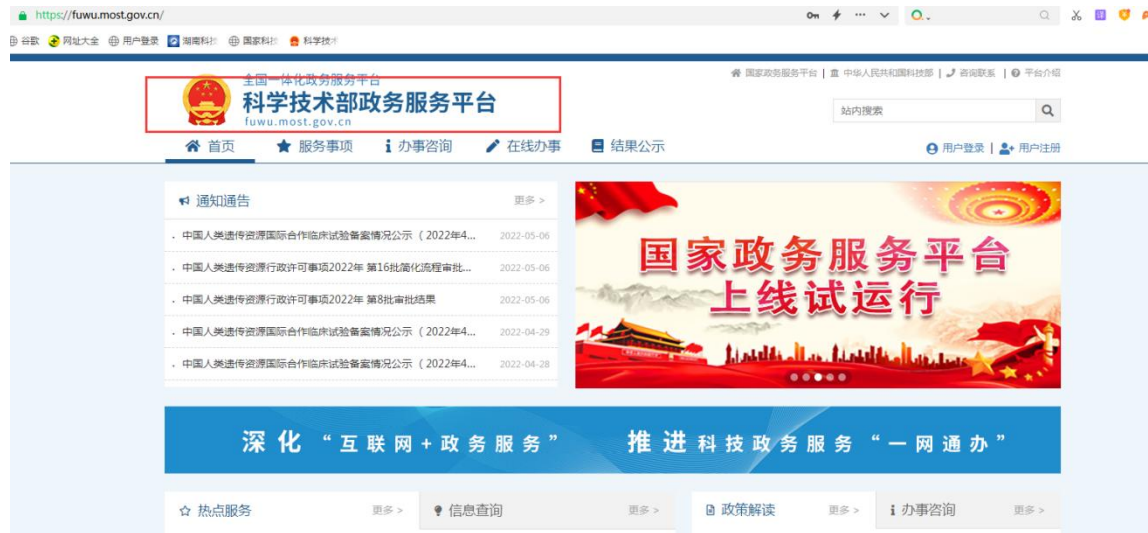 https://fuwu.most.gov.cn/
谷歌 网址大全 用户登录 湖南科技 国家科技 科学技术
国家政务服务平台 | 中华人民共和国科技部 | 咨询联系 | 平台介绍
全国一体化政务服务平台
科学技术部政务服务平台
fuwu.most.gov.cn
站内搜索
首页 服务事项 办事咨询 在线办事 结果公示
用户登录 | 用户注册
通知通告 更多 >
中国人类遗传资源国际合作临床试验备案情况公示（2022年4... 2022-05-06
中国人类遗传资源行政许可事项2022年 第16批简化流程审批... 2022-05-06
中国人类遗传资源行政许可事项2022年 第8批审批结果 2022-05-06
中国人类遗传资源国际合作临床试验备案情况公示（2022年4... 2022-04-29
中国人类遗传资源国际合作临床试验备案情况公示（2022年4... 2022-04-28
国家政务服务平台
上线试运行
深化“互联网+政务服务” 推进科技政务服务“一网通办”
热点服务 更多 > 信息查询 更多 > 政策解读 更多 > 办事咨询 更多 >